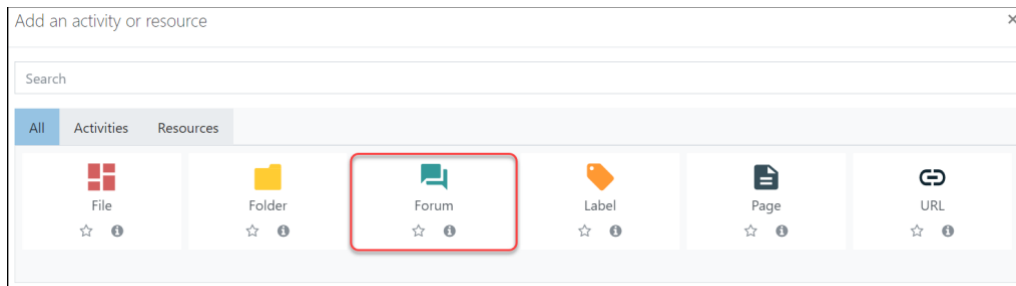 Add an activity or resource
Search
All Activities Resources
File Folder Forum Label Page URL